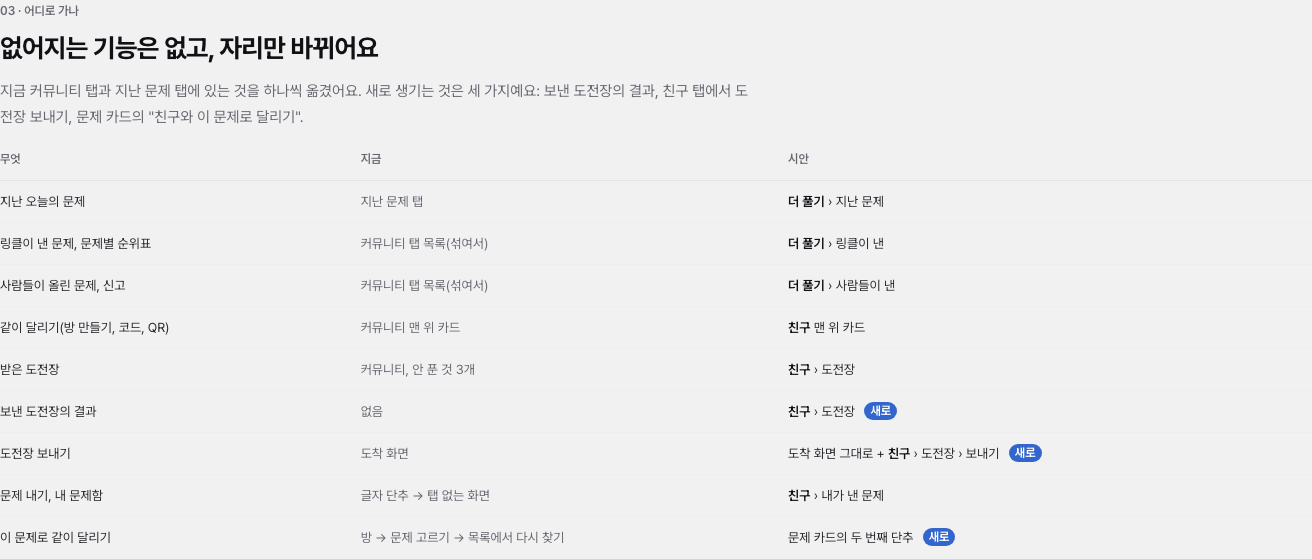 03 · 어디로 가나
없어지는 기능은 없고, 자리만 바뀌어요
지금 커뮤니티 탭과 지난 문제 탭에 있는 것을 하나씩 옮겼어요. 새로 생기는 것은 세 가지예요: 보낸 도전장의 결과, 친구 탭에서 도
전장 보내기, 문제 카드의 "친구와 이 문제로 달리기".
무엇 지금 시안
지난 오늘의 문제 지난 문제 탭 더 풀기 › 지난 문제
링클이 낸 문제, 문제별 순위표 커뮤니티 탭 목록(섞여서) 더 풀기 › 링클이 낸
사람들이 올린 문제, 신고 커뮤니티 탭 목록(섞여서) 더 풀기 › 사람들이 낸
같이 달리기(방 만들기, 코드, QR) 커뮤니티 맨 위 카드 친구 맨 위 카드
받은 도전장 커뮤니티, 안 푼 것 3개 친구 › 도전장
보낸 도전장의 결과 없음 친구 › 도전장 새로
도전장 보내기 도착 화면 도착 화면 그대로 + 친구 › 도전장 › 보내기 새로
문제 내기, 내 문제함 글자 단추 → 탭 없는 화면 친구 › 내가 낸 문제
이 문제로 같이 달리기 방 → 문제 고르기 → 목록에서 다시 찾기 문제 카드의 두 번째 단추 새로